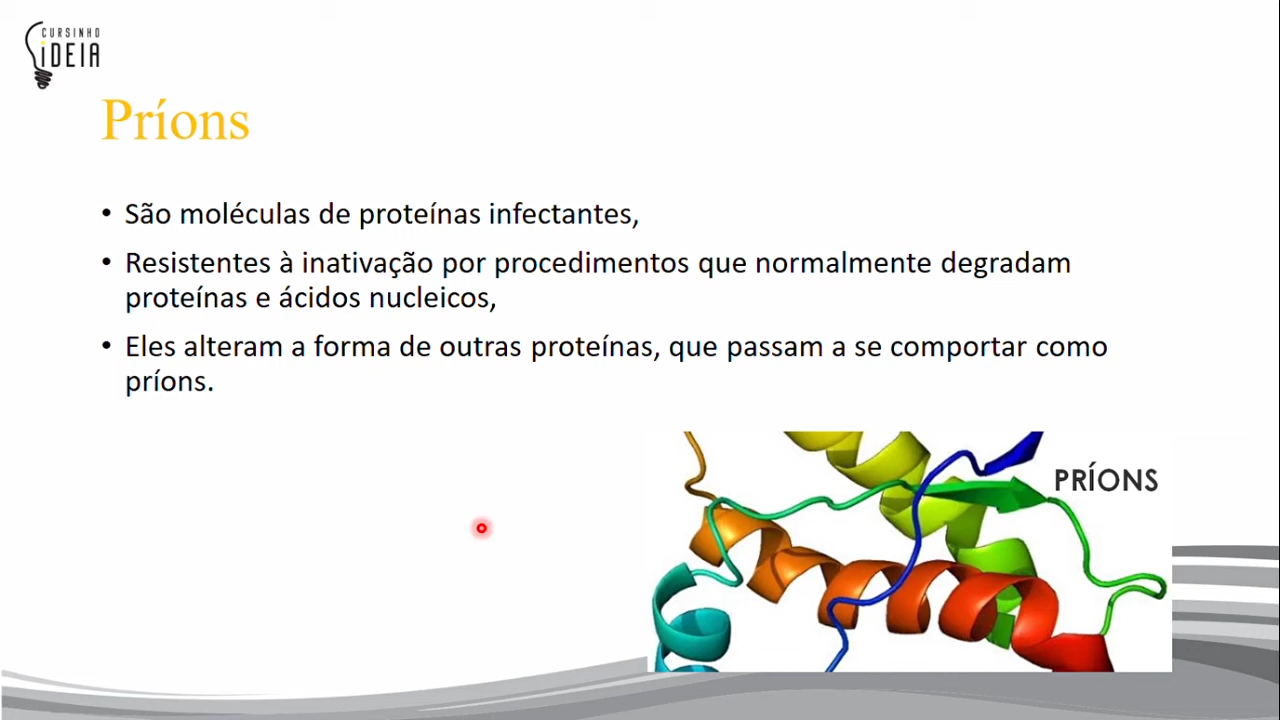 CURSINHO
iDEIA
Príons
• São moléculas de proteínas infectantes,
• Resistentes à inativação por procedimentos que normalmente degradam
proteínas e ácidos nucleicos,
• Eles alteram a forma de outras proteínas, que passam a se comportar como
príons.
PRÍONS